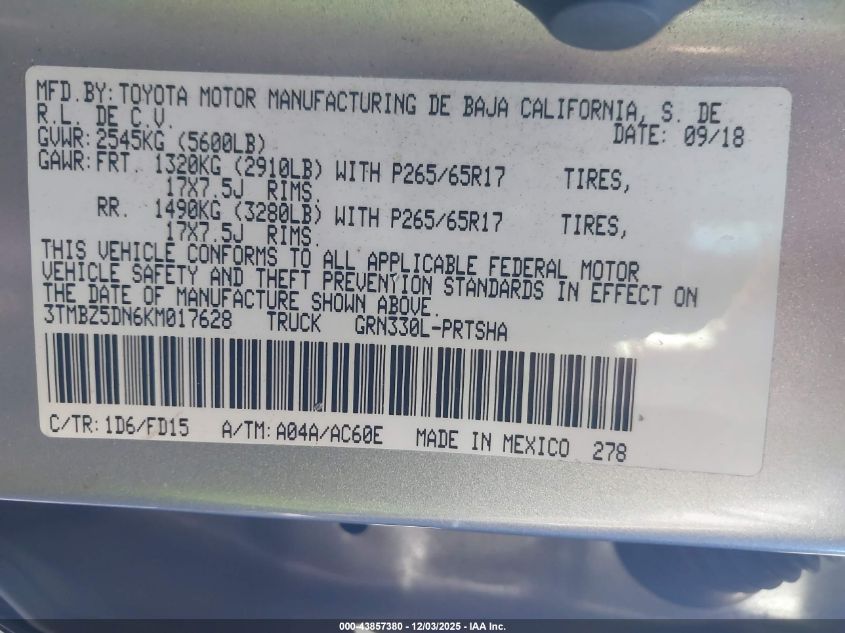 MFD.BY:TOYOTA MOTOR MANUFACTURING DE BAJA CALIFORNIA, S. DE
R.L. DE C.V. DATE: 09/18
GVWR:2545KG (5600LB)
GAWR:FRT. 1320KG (2910LB) WITH P265/65R17 TIRES,
17X7.5J RIMS.
RR. 1490KG (3280LB) WITH P265/65R17 TIRES,
17X7.5J RIMS.
THIS VEHICLE CONFORMS TO ALL APPLICABLE FEDERAL MOTOR
VEHICLE SAFETY AND THEFT PREVENTION STANDARDS IN EFFECT ON
THE DATE OF MANUFACTURE SHOWN ABOVE.
3TMBZ5DN6KM017628 TRUCK GRN330L-PRTSHA
C/TR:1D6/FD15 A/TM:A04A/AC60E MADE IN MEXICO 278
000-43857380 - 12/03/2025 - IAA Inc.